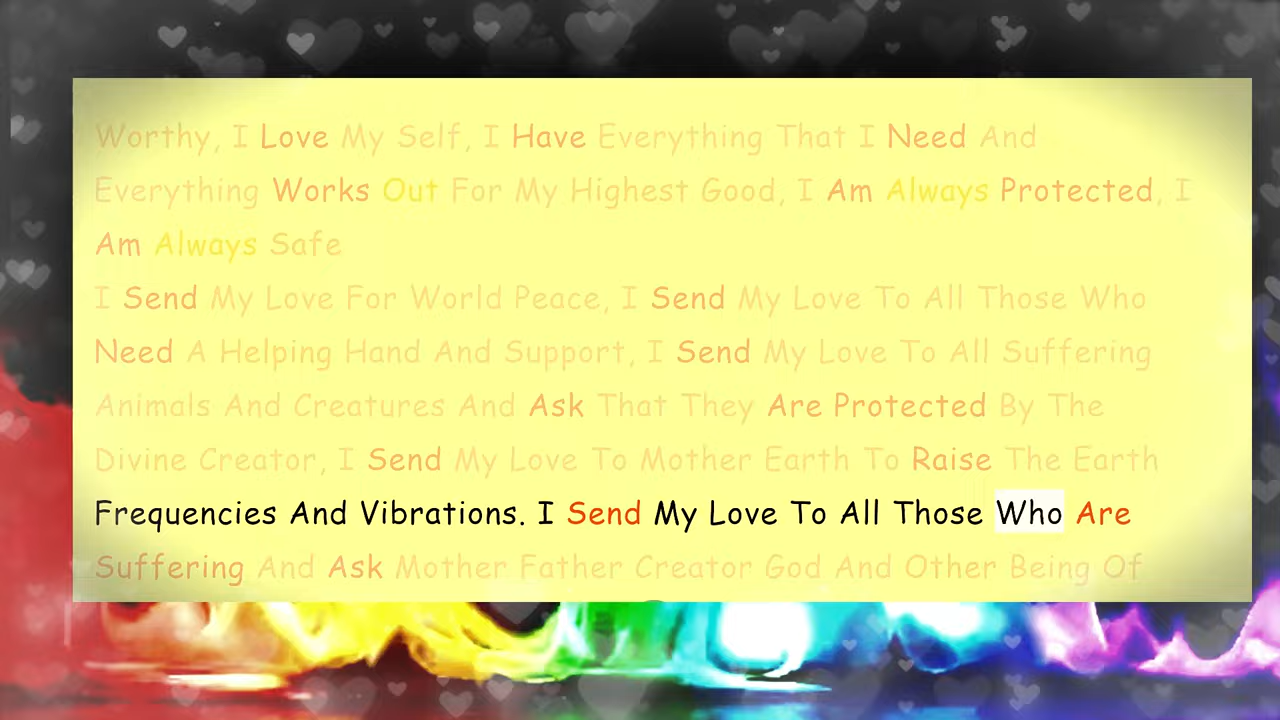 Worthy, I Love My Self, I Have Everything That I Need And
Everything Works Out For My Highest Good, I Am Always Protected, I
Am Always Safe
I Send My Love For World Peace, I Send My Love To All Those Who
Need A Helping Hand And Support, I Send My Love To All Suffering
Animals And Creatures And Ask That They Are Protected By The
Divine Creator, I Send My Love To Mother Earth To Raise The Earth
Frequencies And Vibrations. I Send My Love To All Those Who Are
Suffering And Ask Mother Father Creator God And Other Being Of